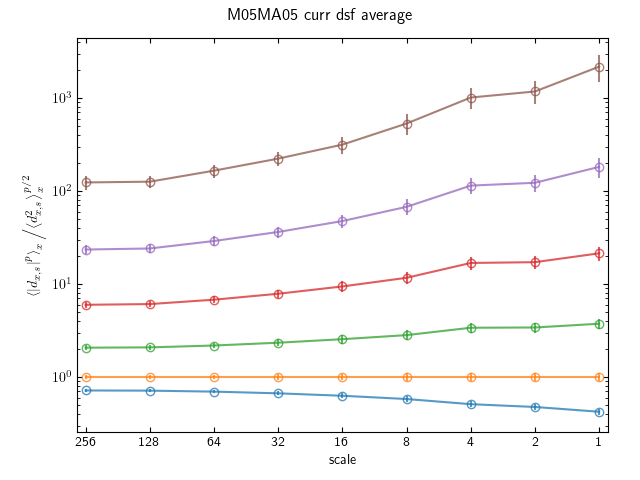 M05MA05 curr dsf average
⟨|d_{x,s}|^p⟩_x / ⟨d^2_{x,s}⟩_x^{p/2}
10^3
10^2
10^1
10^0
256 128 64 32 16 8 4 2 1
scale